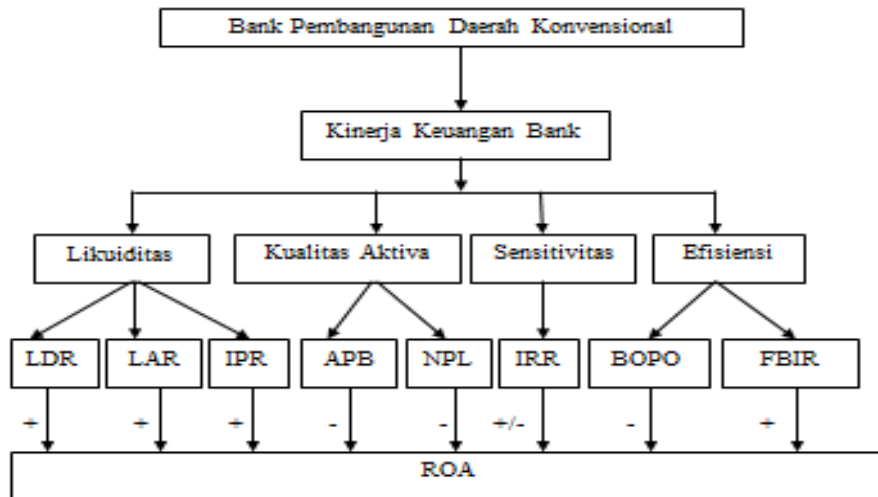 Bank Pembangunan Daerah Konvensional
Kinerja Keuangan Bank
Likuiditas Kualitas Aktiva Sensitivitas Efisiensi
LDR LAR IPR APB NPL IRR BOPO FBIR
+ + + - - +/- - +
ROA